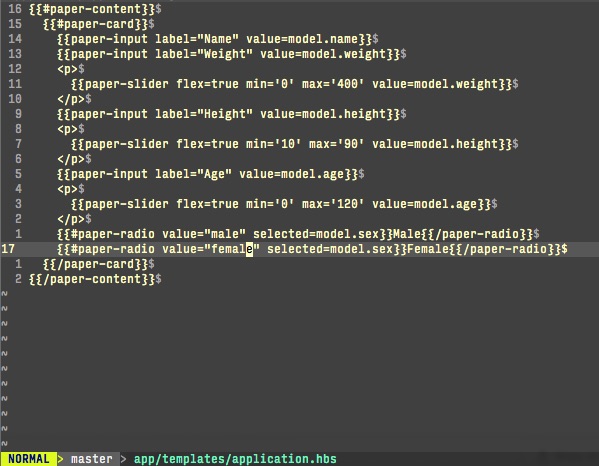 16 {{#paper-content}}$
15   {{#paper-card}}$
14     {{paper-input label="Name" value=model.name}}$
13     {{paper-input label="Weight" value=model.weight}}$
12     <p>$
11       {{paper-slider flex=true min='0' max='400' value=model.weight}}$
10     </p>$
 9     {{paper-input label="Height" value=model.height}}$
 8     <p>$
 7       {{paper-slider flex=true min='10' max='90' value=model.height}}$
 6     </p>$
 5     {{paper-input label="Age" value=model.age}}$
 4     <p>$
 3       {{paper-slider flex=true min='0' max='120' value=model.age}}$
 2     </p>$
 1     {{#paper-radio value="male" selected=model.sex}}Male{{/paper-radio}}$
17     {{#paper-radio value="female" selected=model.sex}}Female{{/paper-radio}}$
 1   {{/paper-card}}$
 2 {{/paper-content}}$
~
~
~
~
~
~
~
~
~
~
~
NORMAL > master > app/templates/application.hbs